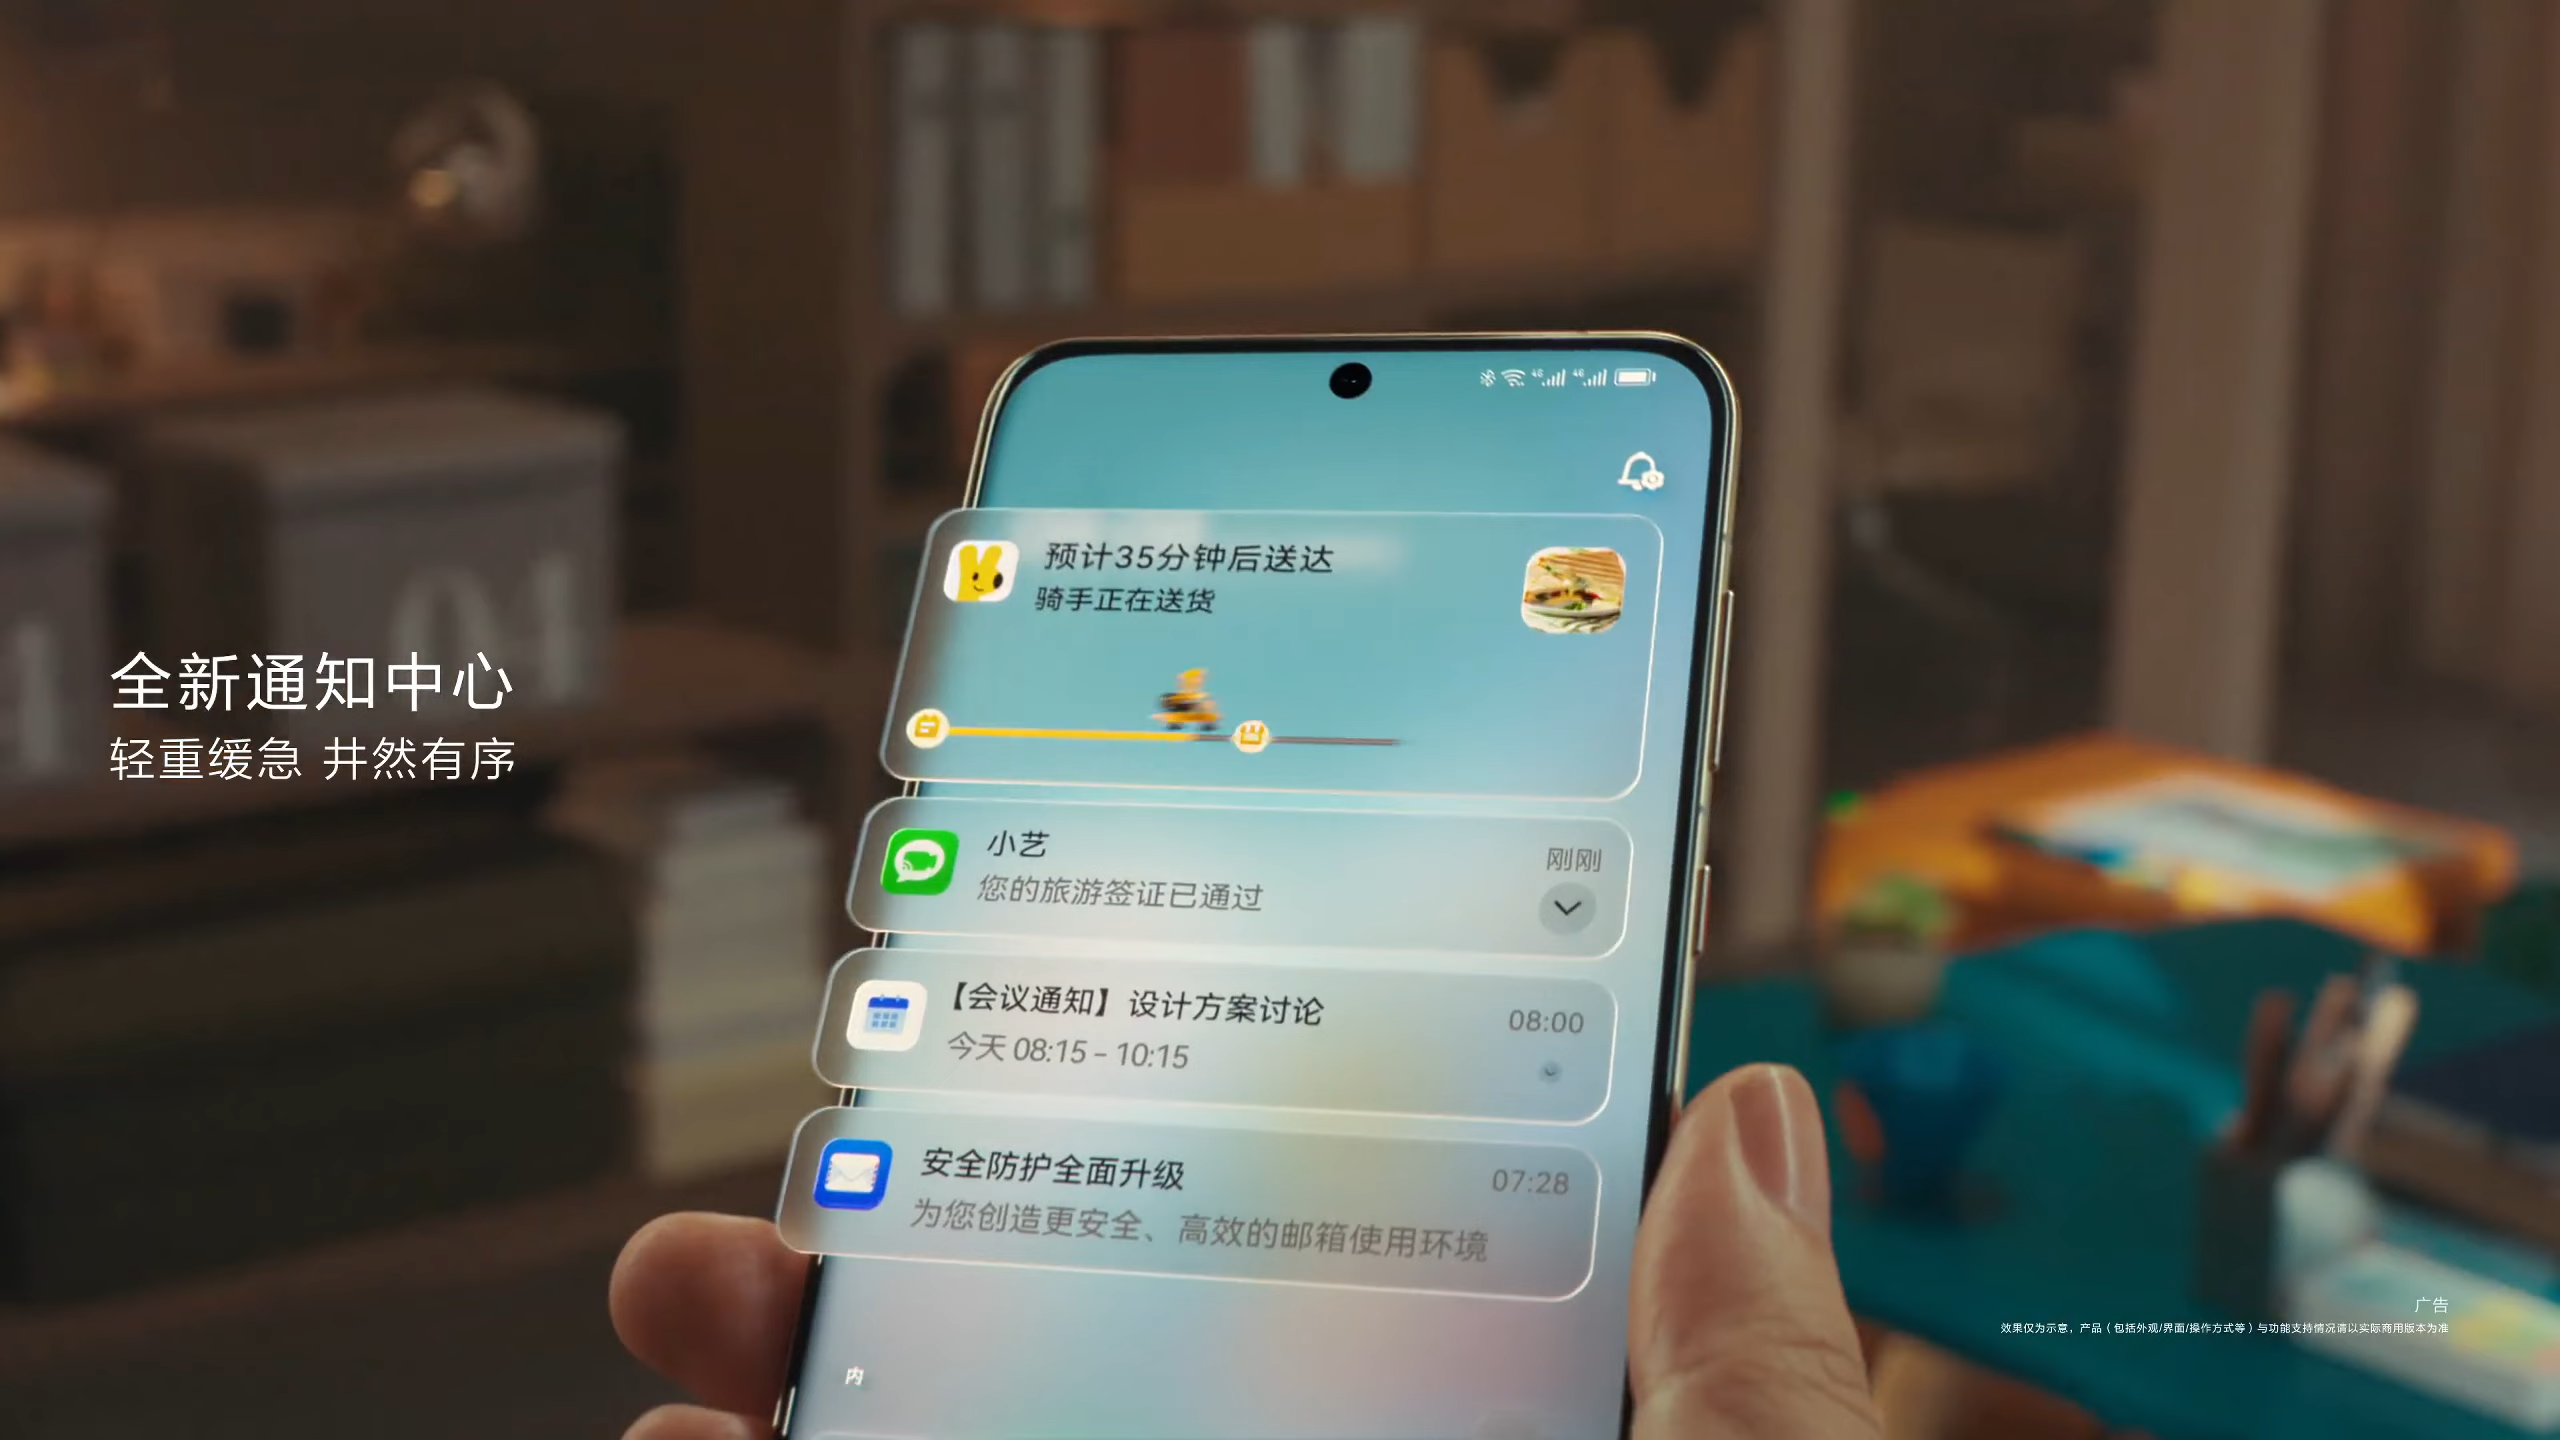 全新通知中心
轻重缓急 井然有序
4G 4G
预计35分钟后送达
骑手正在送货
小艺
刚刚
您的旅游签证已通过
【会议通知】设计方案讨论
08:00
今天 08:15 - 10:15
安全防护全面升级
07:28
为您创造更安全、高效的邮箱使用环境
内
04
广告
效果仅为示意，产品（包括外观/界面/操作方式等）与功能支持情况请以实际商用版本为准